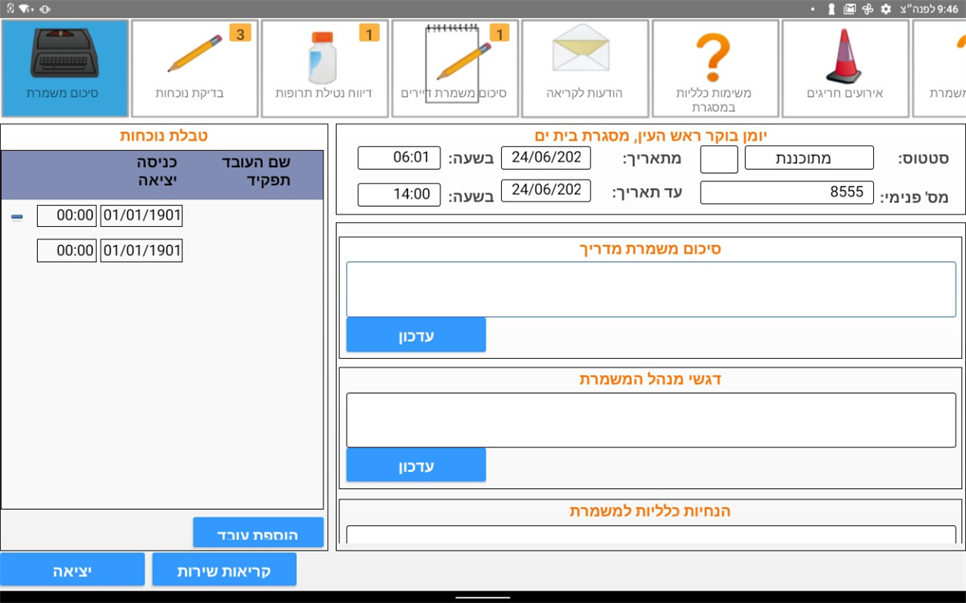 9:46 לפנה״צ
סיכום משמרת
3
בדיקת נוכחות
1
דיווח נטילת תרופות
1
סיכום משמרת דיירים
הודעות לקריאה
משימות כלליות
במסגרת
אירועים חריגים
משמרת
יומן בוקר ראש העין, מסגרת בית ים
סטטוס:
מתוכננת
מתאריך:
24/06/202
בשעה:
06:01
מס' פנימי:
8555
עד תאריך:
24/06/202
בשעה:
14:00
סיכום משמרת מדריך
עדכון
דגשי מנהל המשמרת
עדכון
הנחיות כלליות למשמרת
טבלת נוכחות
שם העובד
תפקיד
כניסה
יציאה
01/01/1901 00:00
01/01/1901 00:00
הוספת עובד
קריאות שירות
יציאה